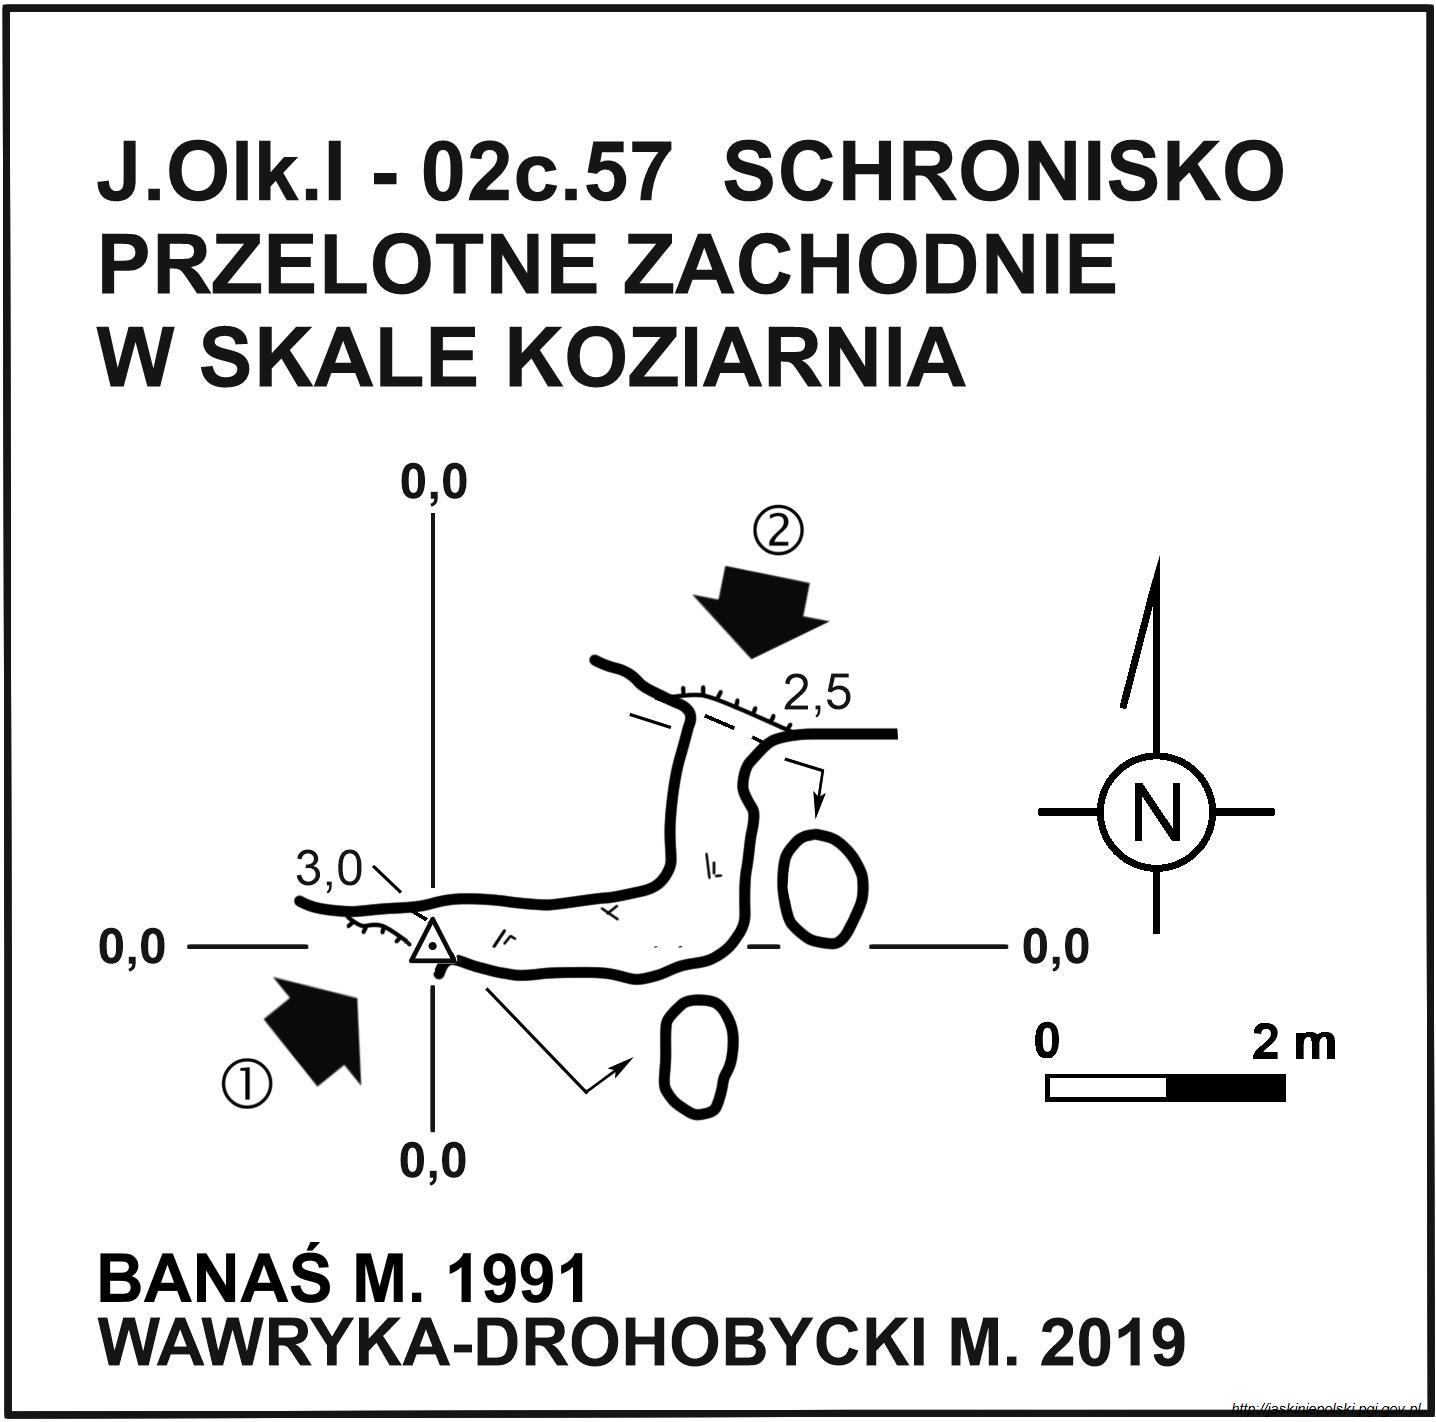 J.Olk.I - 02c.57 SCHRONISKO
PRZELOTNE ZACHODNIE
W SKALE KOZIARNIA
0,0
2
2,5
3,0
N
0,0
0,0
0 2 m
1
0,0
BANAŚ M. 1991
WAWRYKA-DROHOBYCKI M. 2019
http://jaskiniepolski.pgi.gov.pl